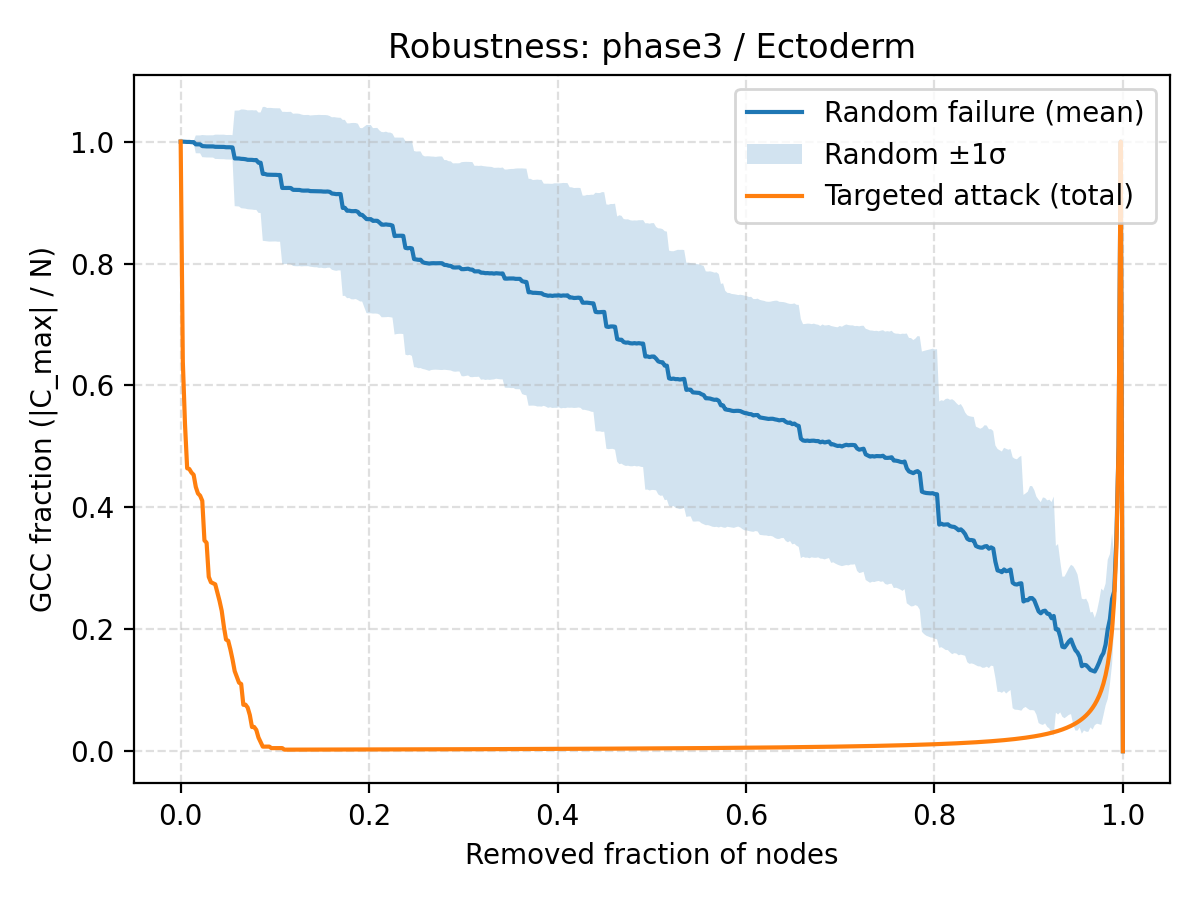 Robustness: phase3 / Ectoderm
GCC fraction (|C_max| / N)
1.0
0.8
0.6
0.4
0.2
0.0
Random failure (mean)
Random ±1σ
Targeted attack (total)
0.0 0.2 0.4 0.6 0.8 1.0
Removed fraction of nodes